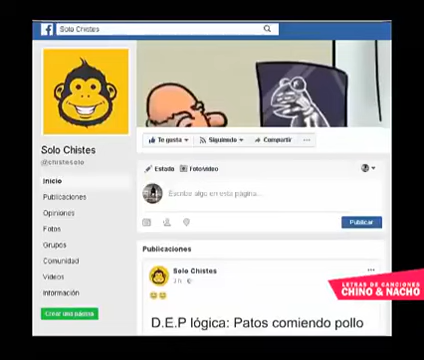 Solo Chistes
Te gusta
Siguiendo
Compartir
Solo Chistes
@chistesolo
Estado
Foto/video
Inicio
Escribe algo en esta página...
Publicaciones
Opiniones
Fotos
Publicar
Grupos
Comunidad
Publicaciones
Videos
Solo Chistes
Información
LETRAS DE CANCIONES
CHINO & NACHO
Crear una página
D.E.P lógica: Patos comiendo pollo